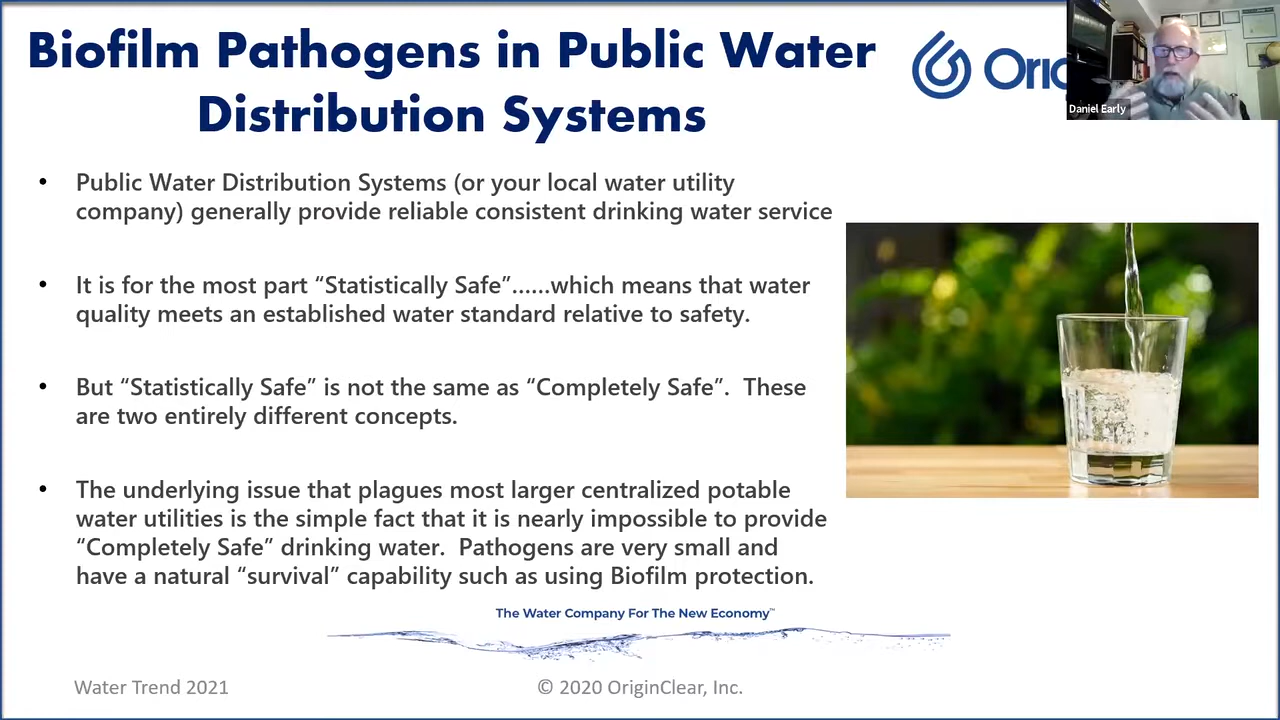 Biofilm Pathogens in Public Water
Distribution Systems
Daniel Early
• Public Water Distribution Systems (or your local water utility
company) generally provide reliable consistent drinking water service
• It is for the most part “Statistically Safe”......which means that water
quality meets an established water standard relative to safety.
• But “Statistically Safe” is not the same as “Completely Safe”.  These
are two entirely different concepts.
• The underlying issue that plagues most larger centralized potable
water utilities is the simple fact that it is nearly impossible to provide
“Completely Safe” drinking water.  Pathogens are very small and
have a natural “survival” capability such as using Biofilm protection.
The Water Company For The New Economy™
Water Trend 2021
© 2020 OriginClear, Inc.